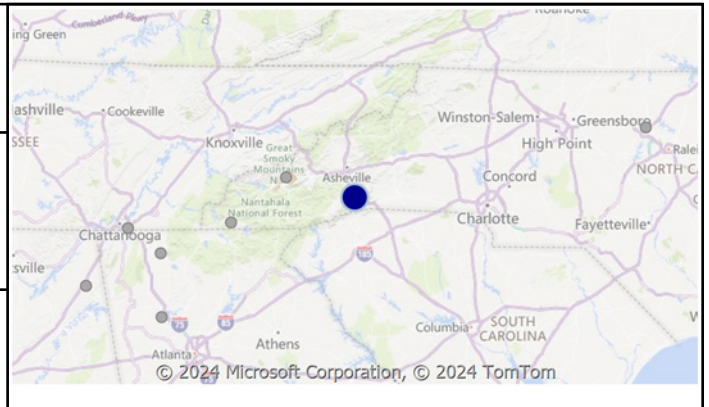 Cumberland Pkwy
Roanoke
ing Green
ashville
Cookeville
Winston-Salem
Greensboro
SSEE
Knoxville
High Point
Great
Smoky
Mountains
N
Ralei
Asheville
Concord
NORTH C
Nantahala
National Forest
Charlotte
Fayetteville
Chattanooga
sville
185
75
85
Columbia
SOUTH
CAROLINA
W
Atlanta
Athens
© 2024 Microsoft Corporation, © 2024 TomTom